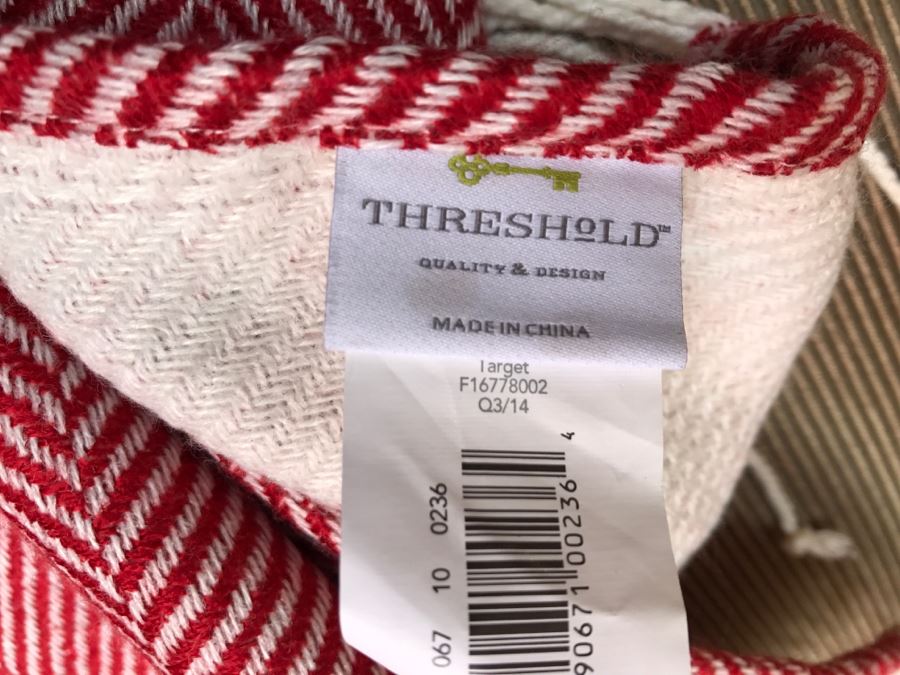 THRESHOLD™
QUALITY & DESIGN
MADE IN CHINA
Target
F16778002
Q3/14
067 10 0236
90671 00236 4